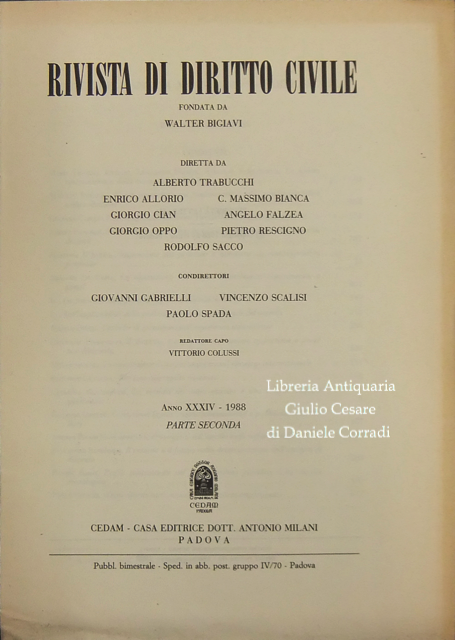 RIVISTA DI DIRITTO CIVILE
FONDATA DA
WALTER BIGIAVI
DIRETTA DA
ALBERTO TRABUCCHI
ENRICO ALLORIO C. MASSIMO BIANCA
GIORGIO CIAN ANGELO FALZEA
GIORGIO OPPO PIETRO RESCIGNO
RODOLFO SACCO
CONDIRETTORI
GIOVANNI GABRIELLI VINCENZO SCALISI
PAOLO SPADA
REDATTORE CAPO
VITTORIO COLUSSI
Libreria Antiquaria
Giulio Cesare
di Daniele Corradi
ANNO XXXIV - 1988
PARTE SECONDA
CEDAM
PADOVA
CEDAM - CASA EDITRICE DOTT. ANTONIO MILANI
PADOVA
Pubbl. bimestrale - Sped. in abb. post. gruppo IV/70 - Padova